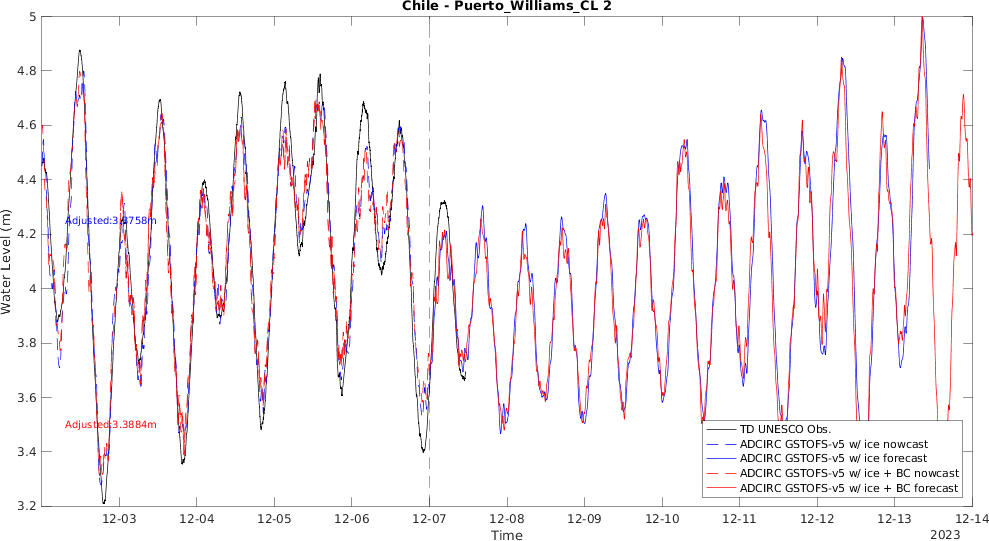 Chile - Puerto_Williams_CL 2
Water Level (m)
5
4.8
4.6
4.4
4.2
4
3.8
3.6
3.4
3.2
Adjusted:3.3884m
TD UNESCO Obs.
ADCIRC GSTOFS-v5 w/ ice nowcast
ADCIRC GSTOFS-v5 w/ ice forecast
ADCIRC GSTOFS-v5 w/ ice + BC nowcast
ADCIRC GSTOFS-v5 w/ ice + BC forecast
12-03 12-04 12-05 12-06 12-07 12-08 12-09 12-10 12-11 12-12 12-13 12-14
Time
2023